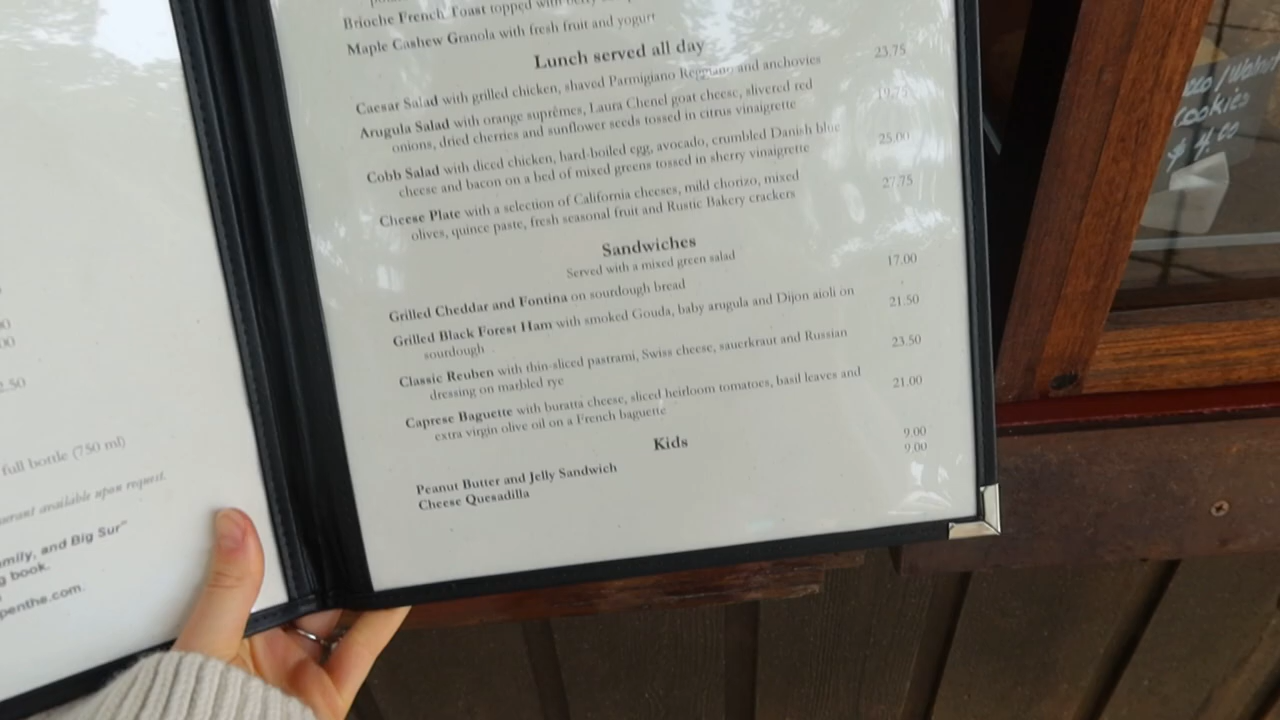 Brioche French Toast topped with
Maple Cashew Granola with fresh fruit and yogurt
Lunch served all day
Caesar Salad with grilled chicken, shaved Parmigiano Reggiano and anchovies 23.75
Arugula Salad with orange suprêmes, Laura Chenel goat cheese, slivered red 19.75
onions, dried cherries and sunflower seeds tossed in citrus vinaigrette
Cobb Salad with diced chicken, hard-boiled egg, avocado, crumbled Danish blue 25.00
cheese and bacon on a bed of mixed greens tossed in sherry vinaigrette
Cheese Plate with a selection of California cheeses, mild chorizo, mixed 27.75
olives, quince paste, fresh seasonal fruit and Rustic Bakery crackers
Sandwiches
Served with a mixed green salad
Grilled Cheddar and Fontina on sourdough bread 17.00
Grilled Black Forest Ham with smoked Gouda, baby arugula and Dijon aioli on 21.50
sourdough
Classic Reuben with thin-sliced pastrami, Swiss cheese, sauerkraut and Russian 23.50
dressing on marbled rye
Caprese Baguette with buratta cheese, sliced heirloom tomatoes, basil leaves and 21.00
extra virgin olive oil on a French baguette
Kids
Peanut Butter and Jelly Sandwich 9.00
Cheese Quesadilla 9.00
full bottle (750 ml)
available upon request.
and Big Sur"
book.
Cookies
$4.00